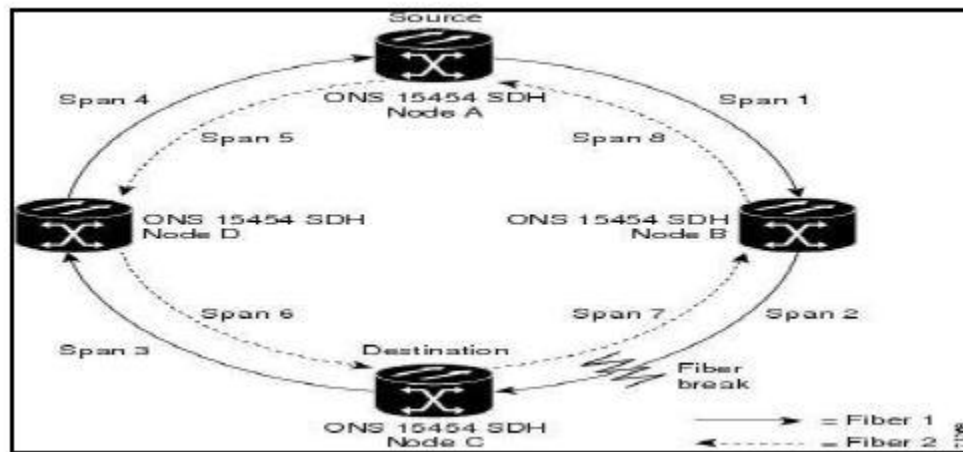 Source
ONS 15454 SDH
Node A
Span 4
Span 1
Span 5
Span 8
ONS 15454 SDH
Node D
ONS 15454 SDH
Node B
Span 6
Span 7
Span 2
Span 3
Destination
Fiber
break
ONS 15454 SDH
Node C
= Fiber 1
= Fiber 2